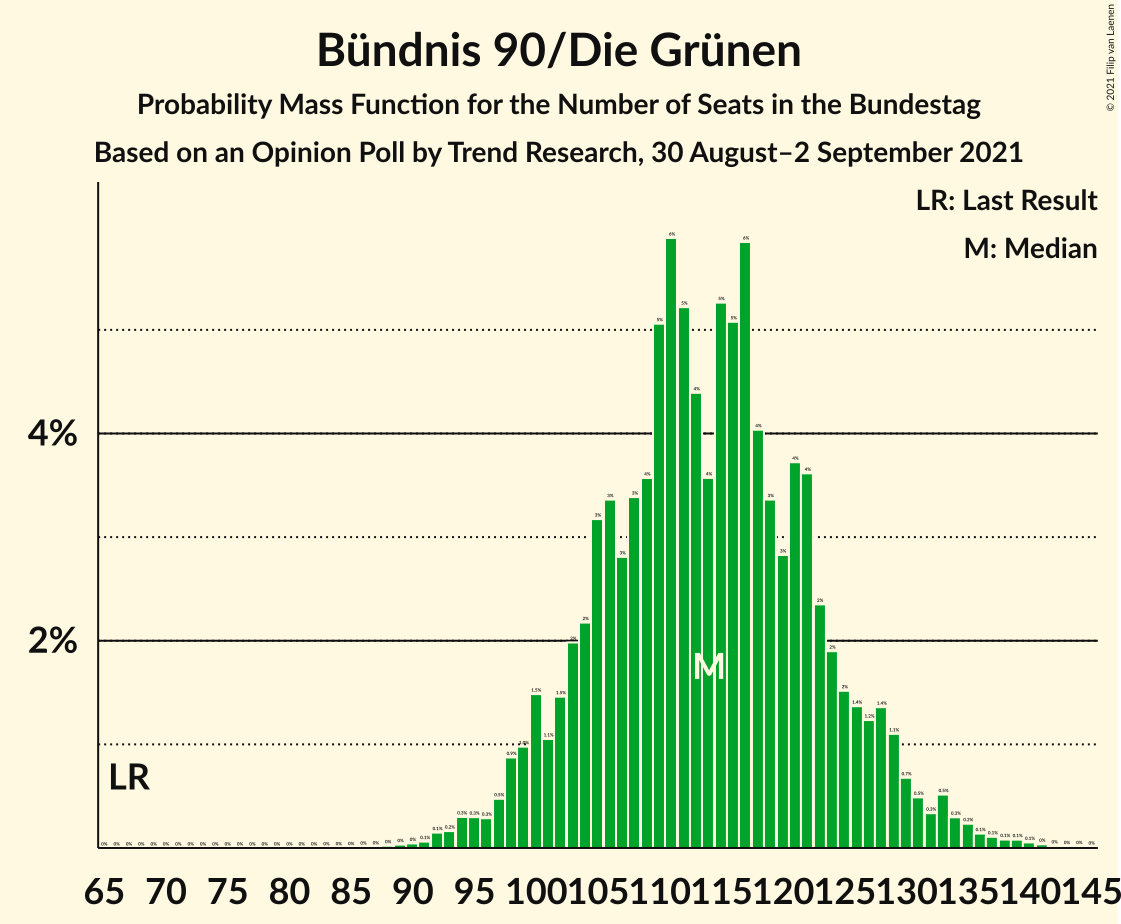 Bündnis 90/Die Grünen
Probability Mass Function for the Number of Seats in the Bundestag
Based on an Opinion Poll by Trend Research, 30 August–2 September 2021
© 2021 Filip van Laenen
LR: Last Result
M: Median
4%
2%
LR
M
65 70 75 80 85 90 95 100 105 110 115 120 125 130 135 140 145